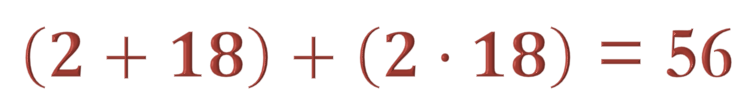 (2 + 18) + (2 · 18) = 56